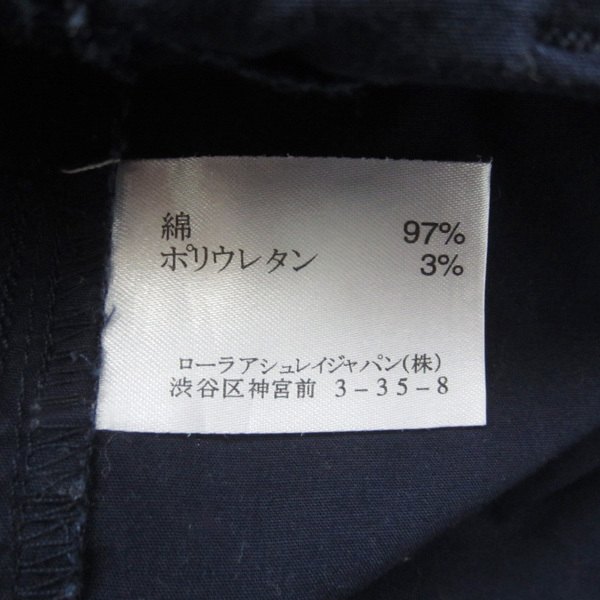 綿 97%
ポリウレタン 3%
ローラアシュレイジャパン(株)
渋谷区神宮前 3-35-8